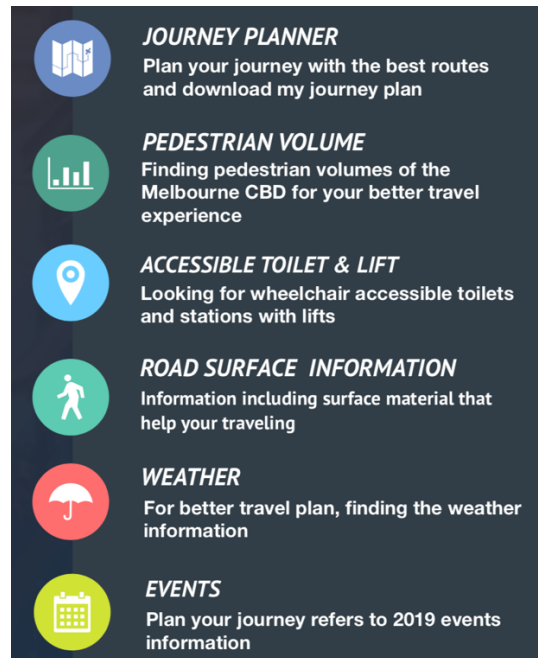 JOURNEY PLANNER
Plan your journey with the best routes
and download my journey plan
PEDESTRIAN VOLUME
Finding pedestrian volumes of the
Melbourne CBD for your better travel
experience
ACCESSIBLE TOILET & LIFT
Looking for wheelchair accessible toilets
and stations with lifts
ROAD SURFACE INFORMATION
Information including surface material that
help your traveling
WEATHER
For better travel plan, finding the weather
information
EVENTS
Plan your journey refers to 2019 events
information